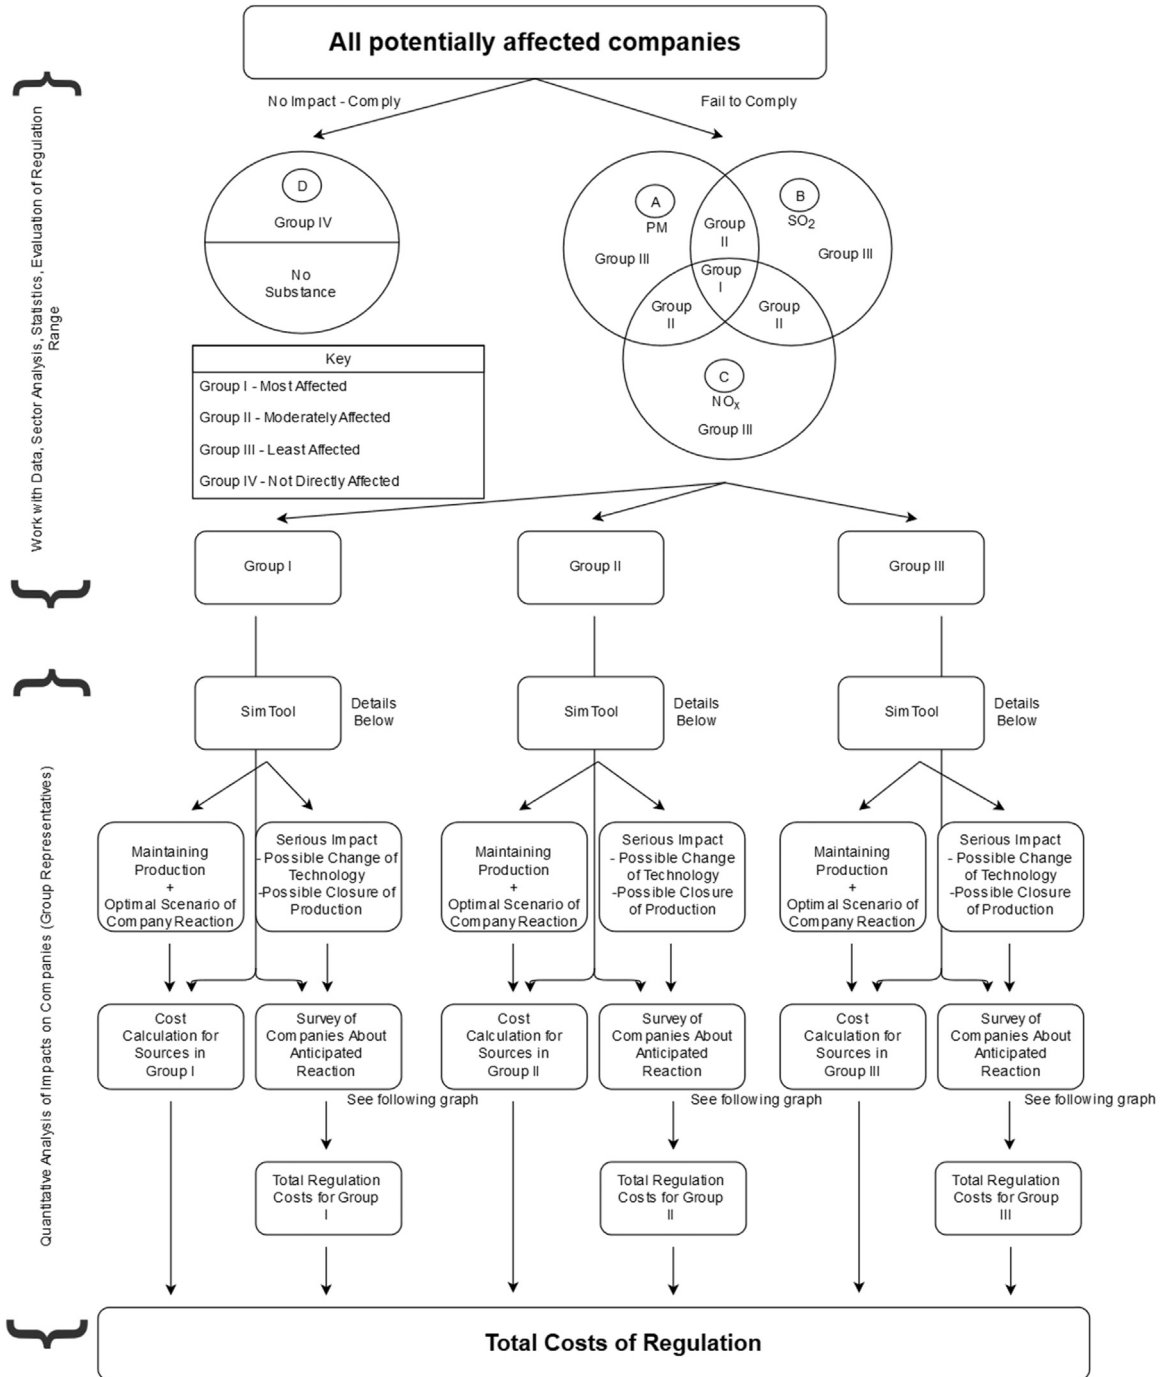 All potentially affected companies
No Impact - Comply
Fail to Comply
Work with Data, Sector Analysis, Statistics, Evaluation of Regulation
Range
D
Group IV
No
Substance
A
PM
Group III
B
SO₂
Group III
Group
II
Group
I
Group
II
Group
II
C
NOₓ
Group III
Key
Group I - Most Affected
Group II - Moderately Affected
Group III - Least Affected
Group IV - Not Directly Affected
Group I
Group II
Group III
Quantitative Analysis of Impacts on Companies (Group Representatives)
Sim Tool
Details
Below
Sim Tool
Details
Below
Sim Tool
Details
Below
Maintaining
Production
+
Optimal Scenario of
Company Reaction
Serious Impact
- Possible Change of
Technology
-Possible Closure of
Production
Maintaining
Production
+
Optimal Scenario of
Company Reaction
Serious Impact
- Possible Change
of Technology
-Possible Closure
of Production
Maintaining
Production
+
Optimal Scenario of
Company Reaction
Serious Impact
- Possible Change
of Technology
-Possible Closure
of Production
Cost
Calculation for
Sources in
Group I
Survey of
Companies About
Anticipated
Reaction
Cost
Calculation for
Sources in
Group II
Survey of
Companies About
Anticipated
Reaction
Cost
Calculation for
Sources in
Group III
Survey of
Companies About
Anticipated
Reaction
See following graph
See following graph
See following graph
Total Regulation
Costs for Group
I
Total Regulation
Costs for Group
II
Total Regulation
Costs for Group
III
Total Costs of Regulation